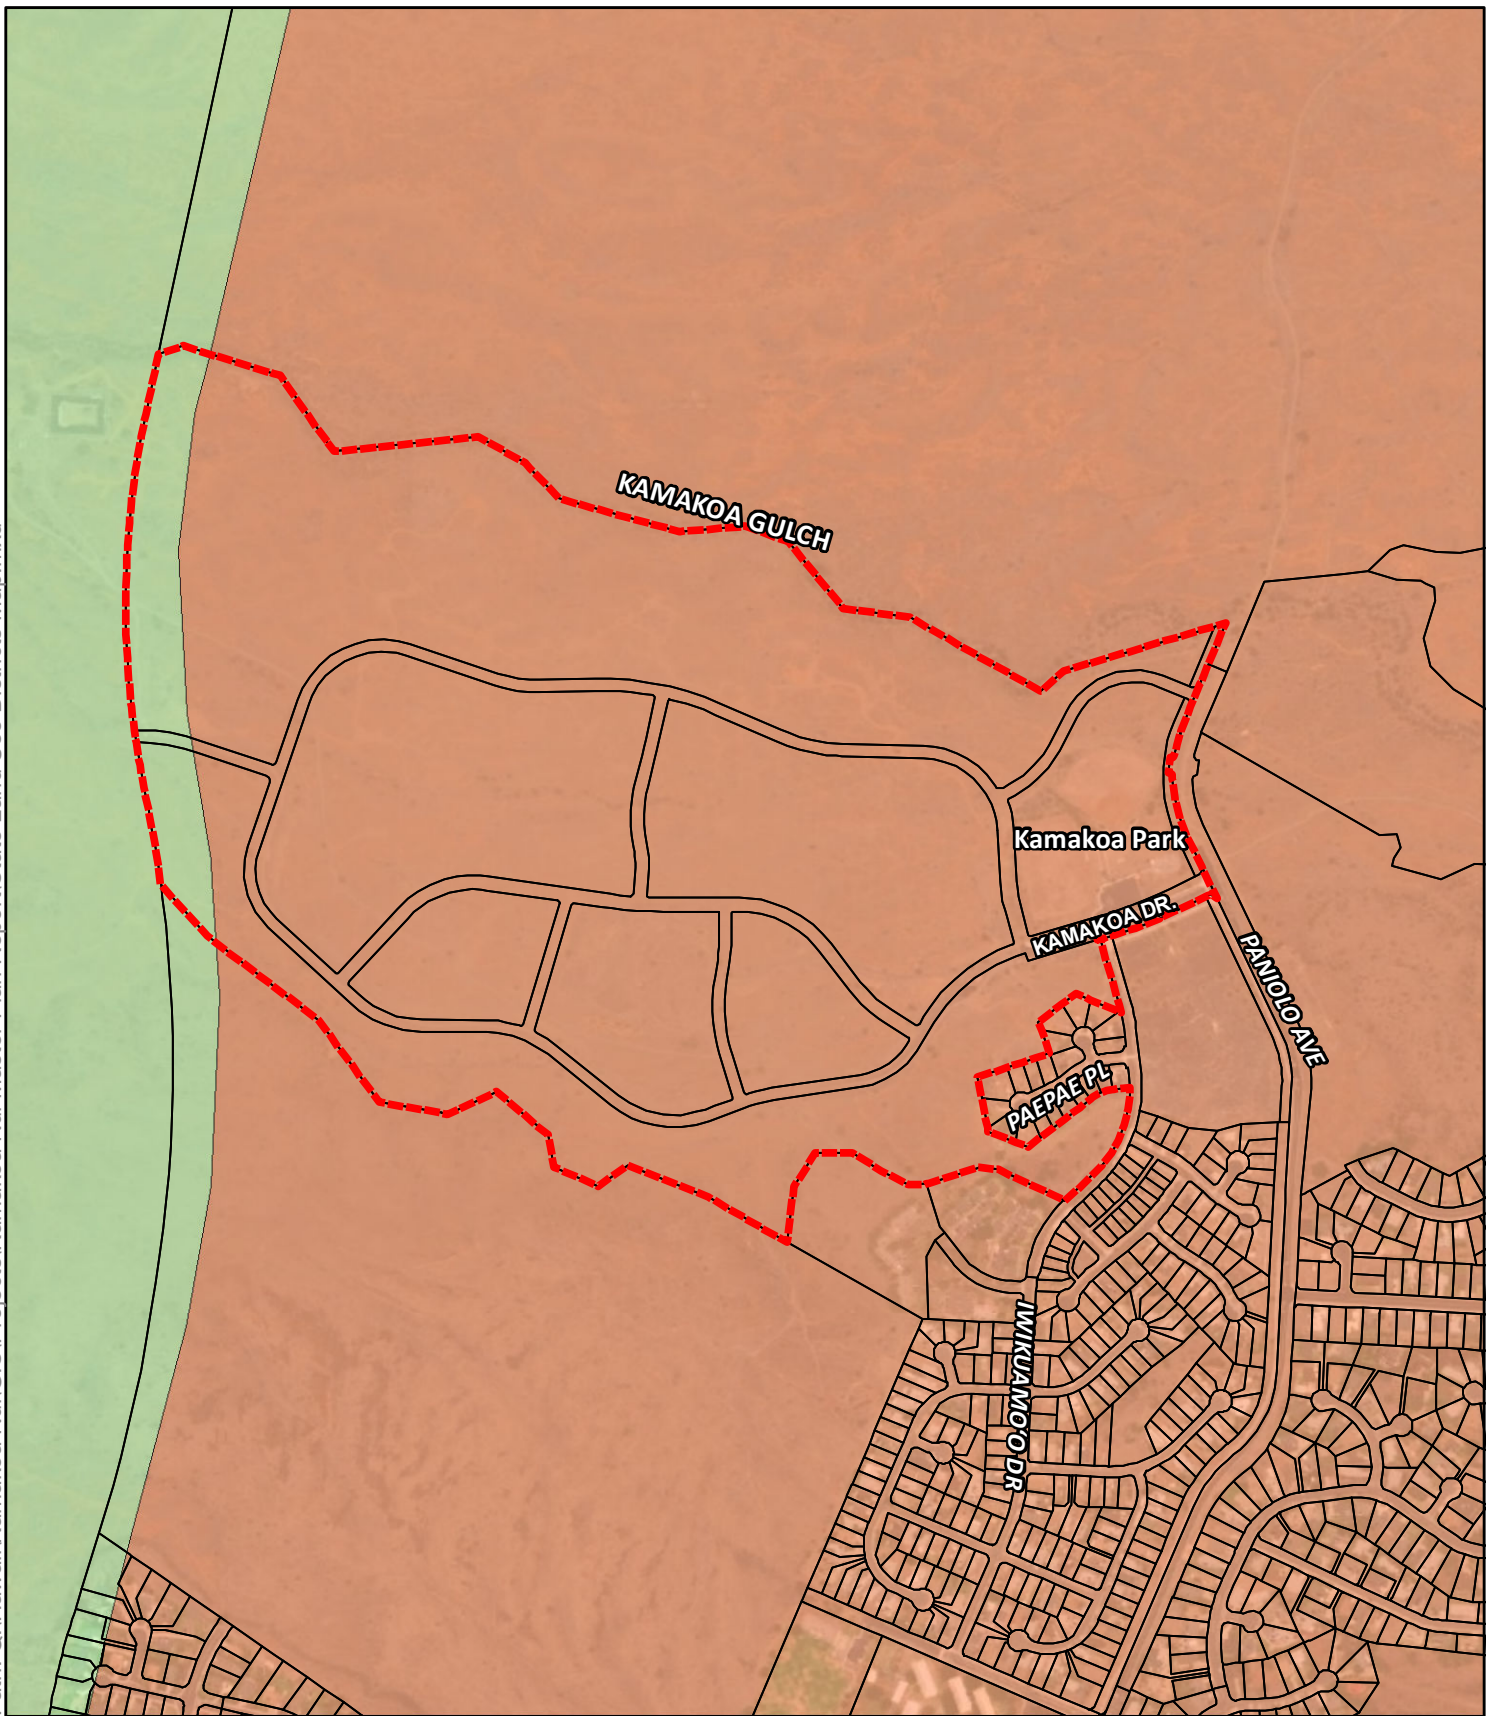 KAMAKOA GULCH
Kamakoa Park
KAMAKOA DR.
PANIOLO AVE
PAEPAE PL
IWIKUAMO'O DR